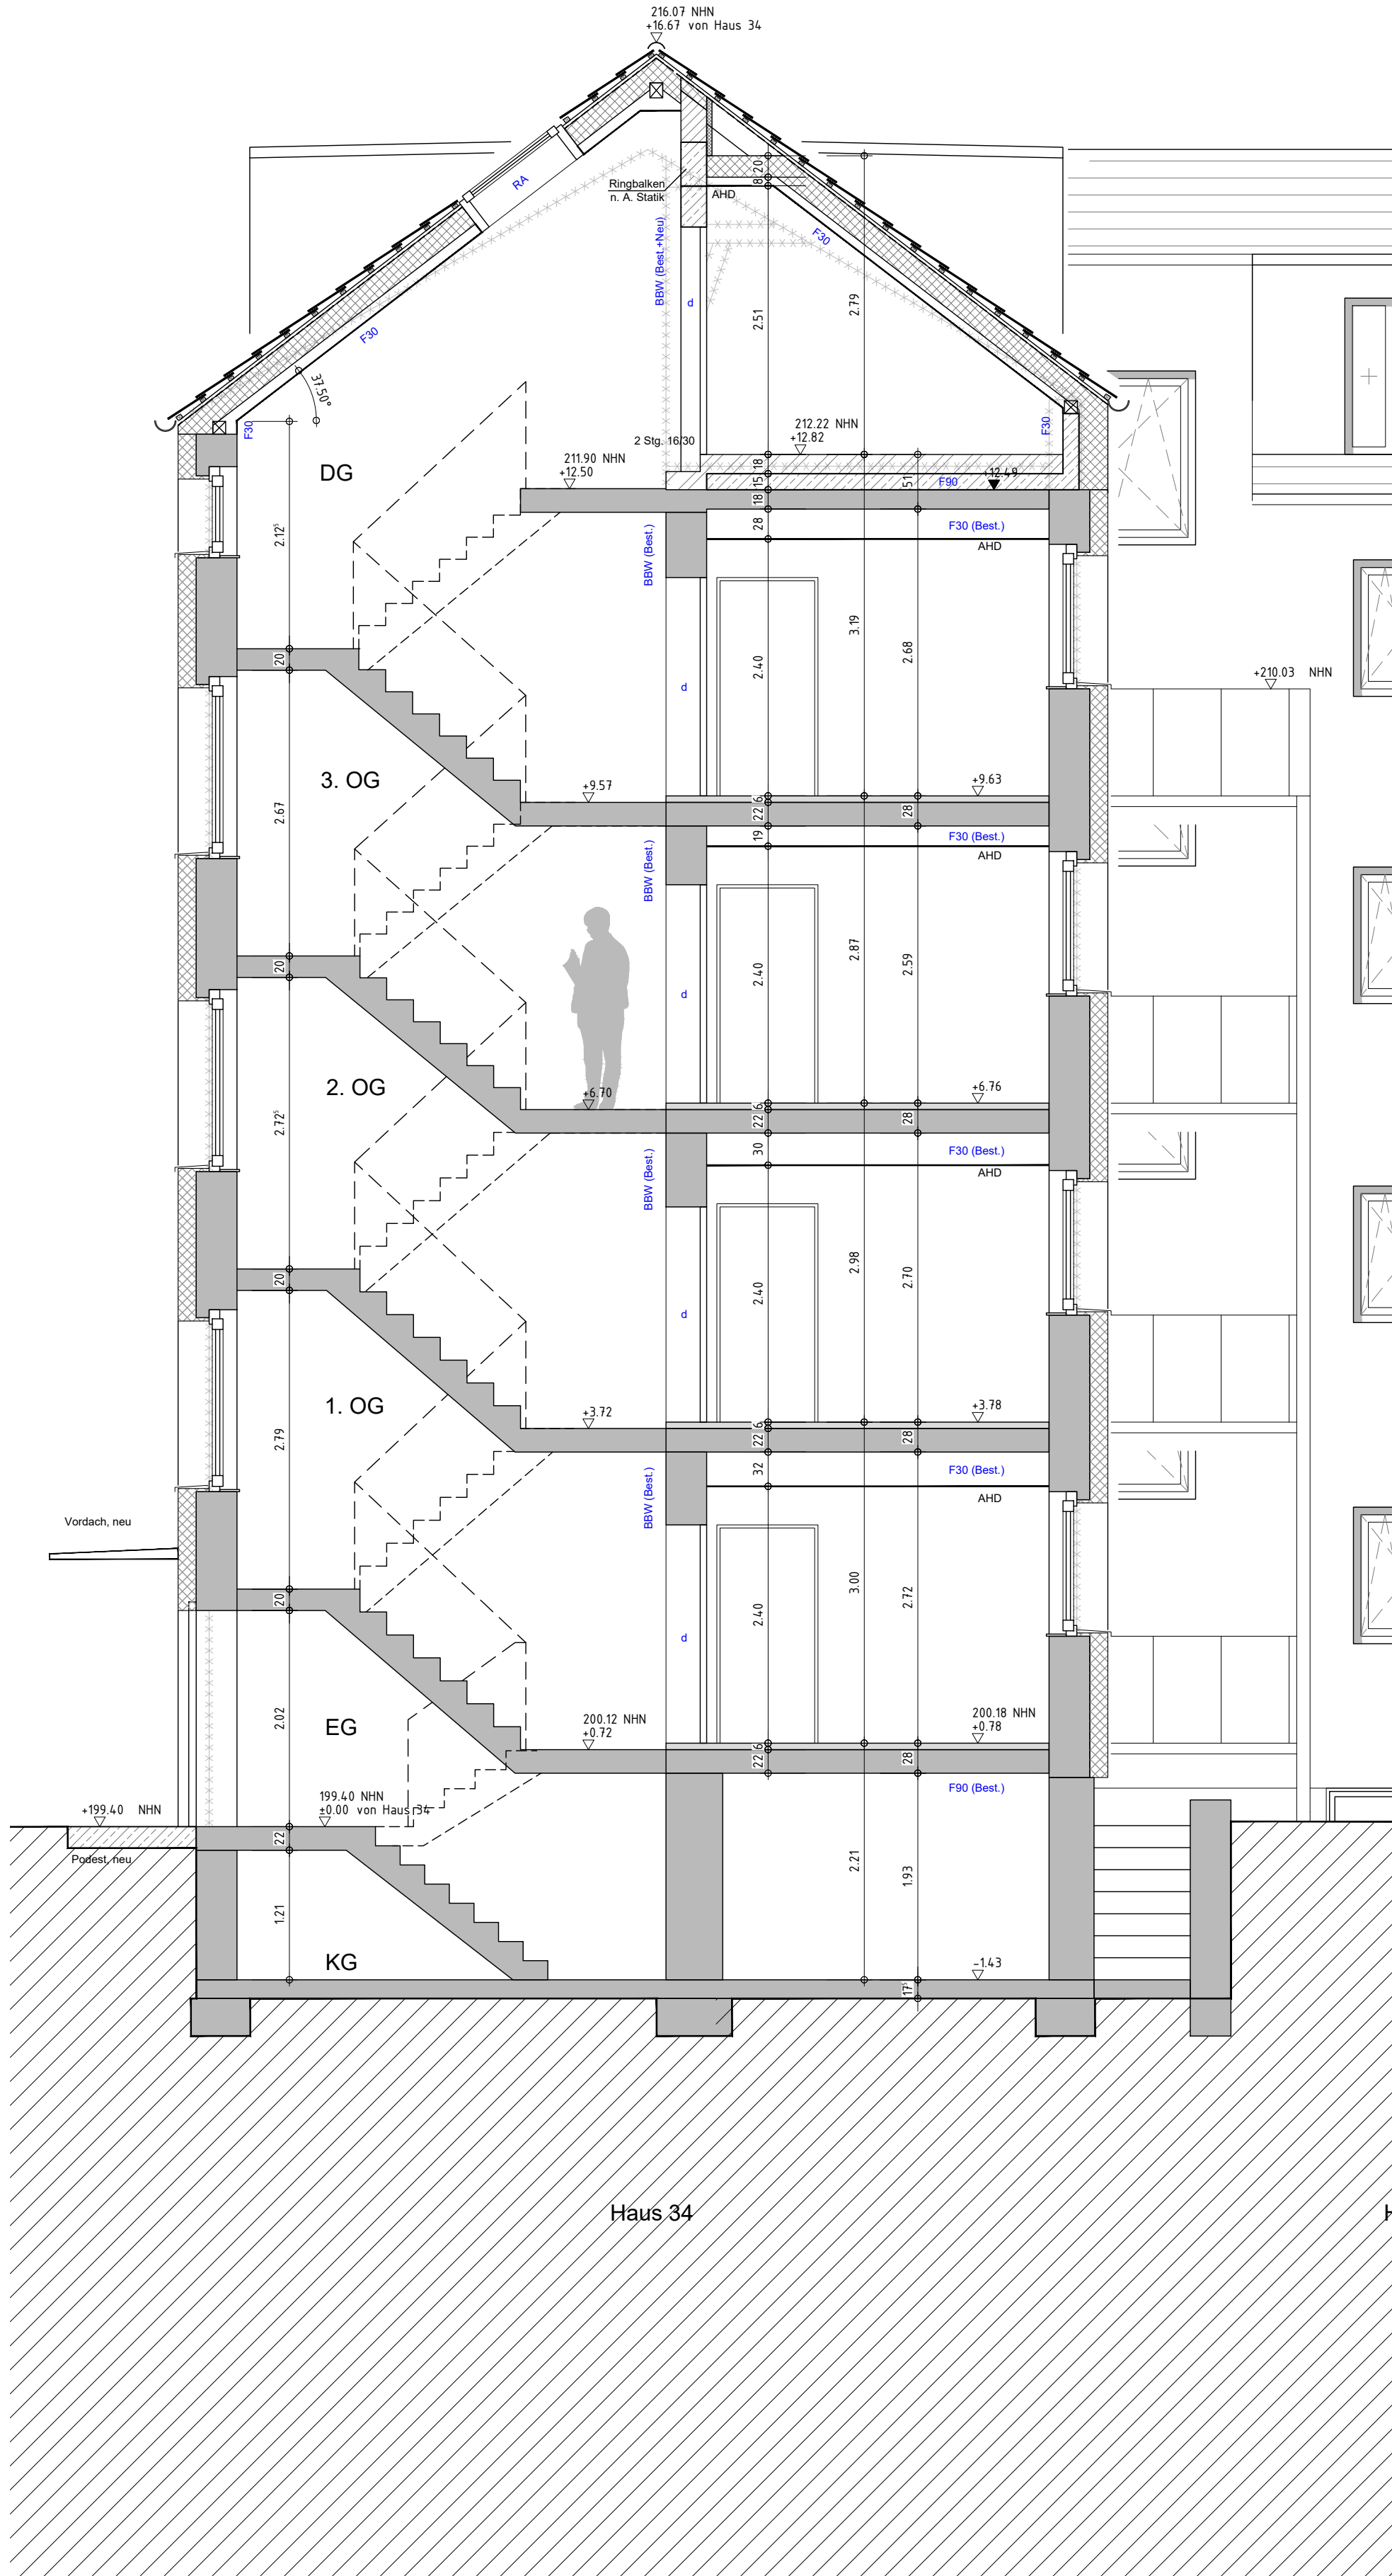 216.07 NHN
+16.67 von Haus 34
RA
Ringbalken
n. A. Statik
AHD
8 20
F30
BBW (Best.+Neu)
d
2.51
2.79
F30
37.50°
F30
F30
212.22 NHN
+12.82
2 Stg. 16/30
211.90 NHN
+12.50
DG
18
15
18
51
F90
+12.49
28
F30 (Best.)
AHD
BBW (Best.)
2.12⁵
3.19
2.68
2.40
20
d
+210.03 NHN
3. OG
+9.57
+9.63
2.67
22 6
28
19
F30 (Best.)
AHD
BBW (Best.)
2.87
2.59
2.40
20
d
2. OG
+6.70
+6.76
2.72⁵
22 6
28
30
F30 (Best.)
AHD
BBW (Best.)
2.98
2.70
2.40
20
d
1. OG
+3.72
+3.78
2.79
22 6
28
32
F30 (Best.)
AHD
BBW (Best.)
Vordach, neu
3.00
2.72
2.40
20
d
2.02
EG
200.12 NHN
+0.72
200.18 NHN
+0.78
22 6
28
F90 (Best.)
199.40 NHN
±0.00 von Haus 34
+199.40 NHN
22
Podest, neu
2.21
1.93
1.21
KG
-1.43
17⁵
Haus 34